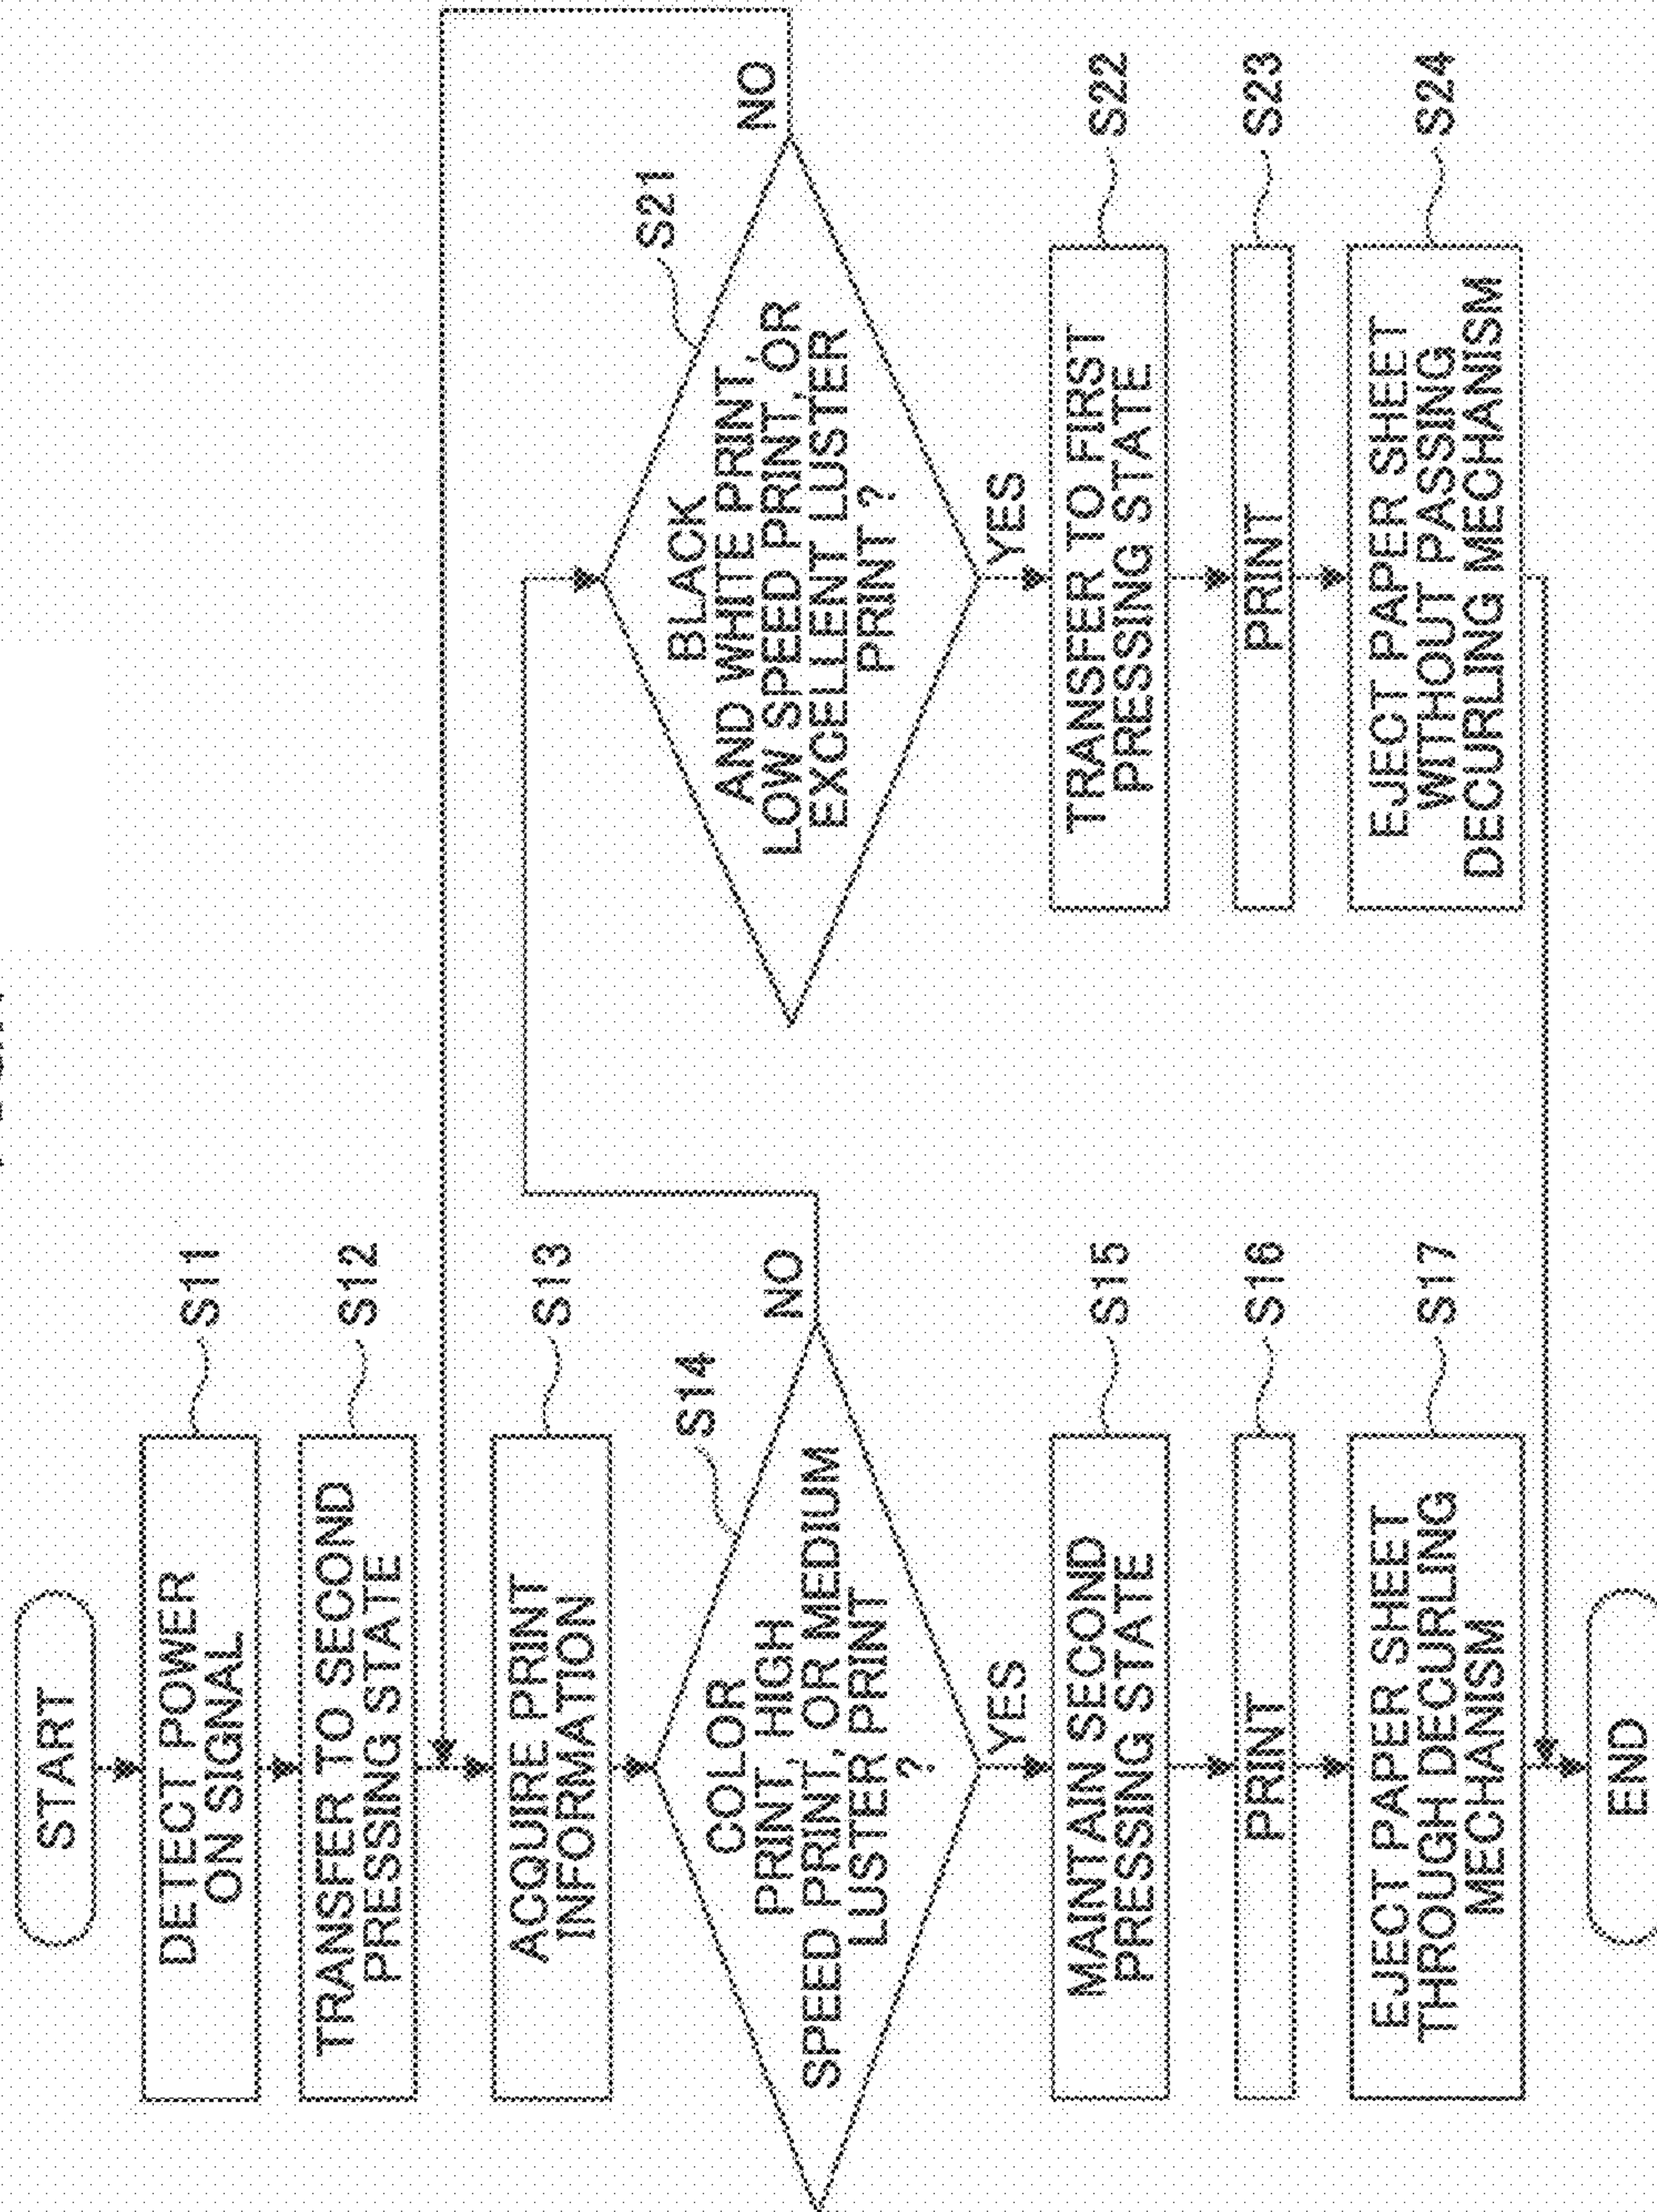 START
DETECT POWER
ON SIGNAL
S11
TRANSFER TO SECOND
PRESSING STATE
S12
ACQUIRE PRINT
INFORMATION
S13
COLOR
PRINT, HIGH
SPEED PRINT, OR MEDIUM
LUSTER PRINT
?
S14
NO
YES
MAINTAIN SECOND
PRESSING STATE
S15
PRINT
S16
EJECT PAPER SHEET
THROUGH DECURLING
MECHANISM
S17
END
BLACK
AND WHITE PRINT,
LOW SPEED PRINT, OR
EXCELLENT LUSTER
PRINT ?
S21
NO
YES
TRANSFER TO FIRST
PRESSING STATE
S22
PRINT
S23
EJECT PAPER SHEET
WITHOUT PASSING
DECURLING MECHANISM
S24